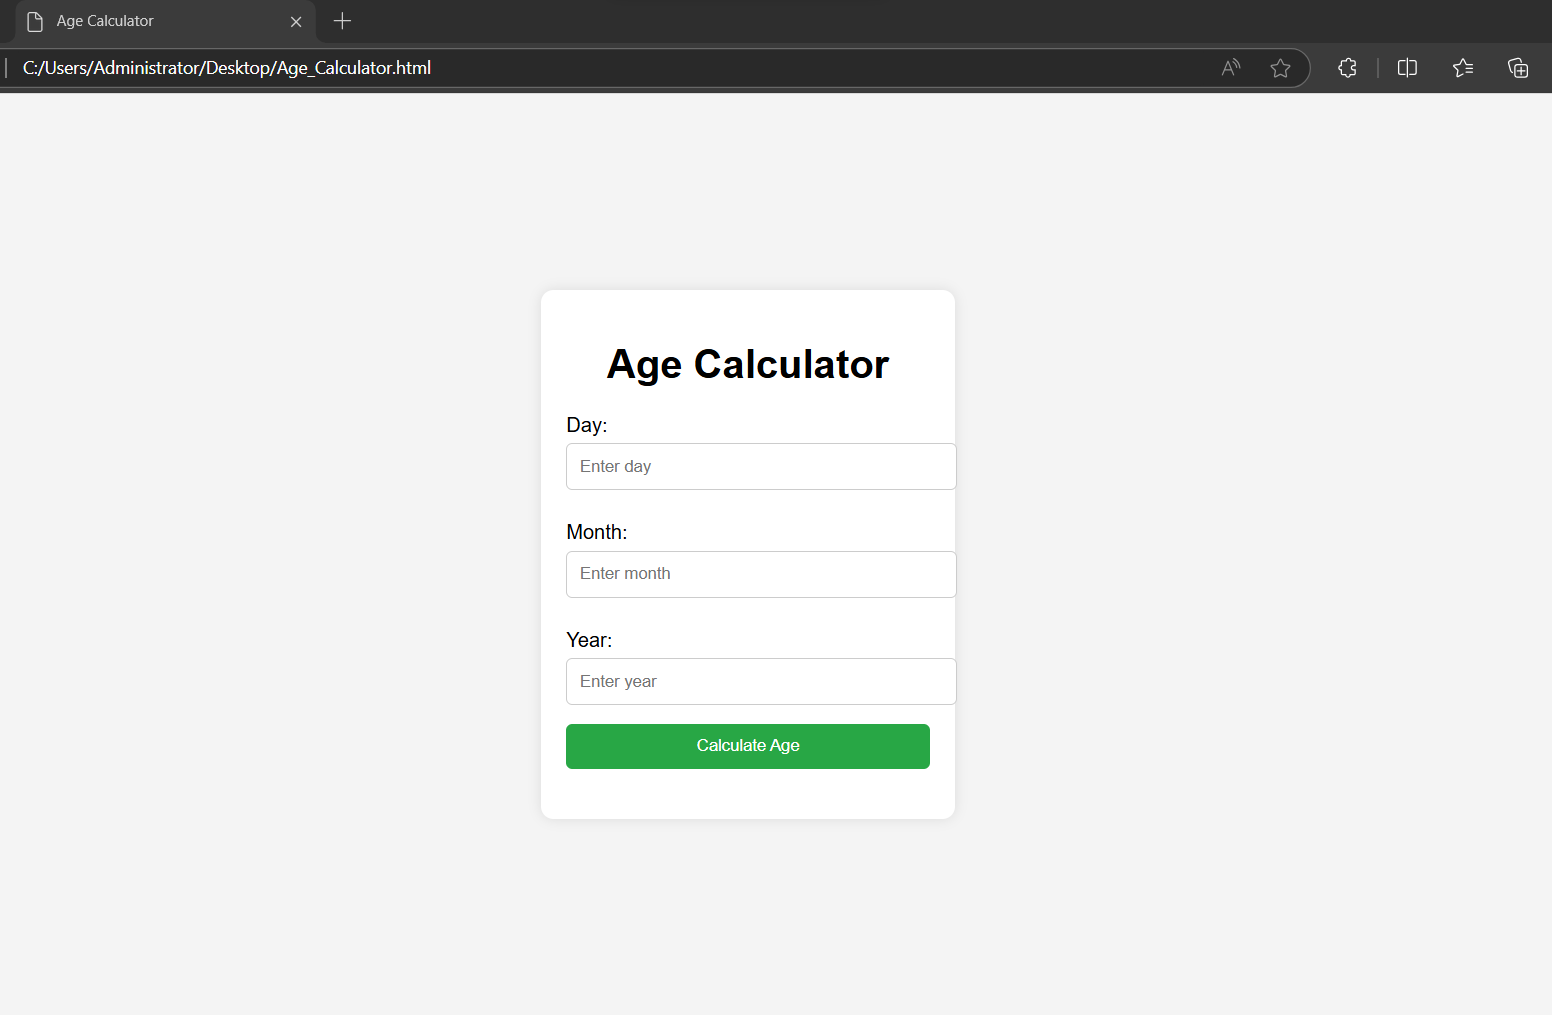 Age Calculator
C:/Users/Administrator/Desktop/Age_Calculator.html
Age Calculator
Day:
Enter day
Month:
Enter month
Year:
Enter year
Calculate Age